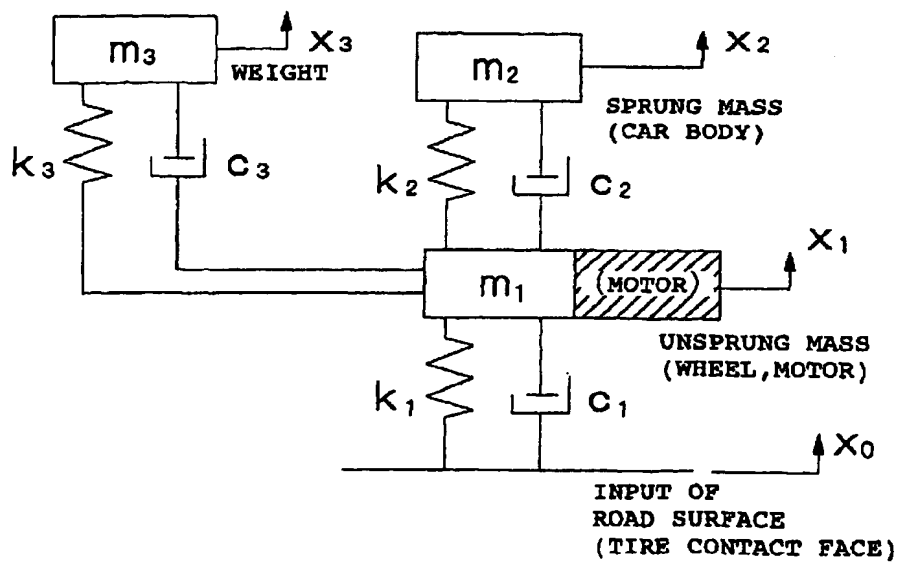 m3
x3
WEIGHT
k3
c3
m2
x2
SPRUNG MASS
(CAR BODY)
k2
c2
m1
(MOTOR)
x1
UNSPRUNG MASS
(WHEEL,MOTOR)
k1
c1
x0
INPUT OF
ROAD SURFACE
(TIRE CONTACT FACE)